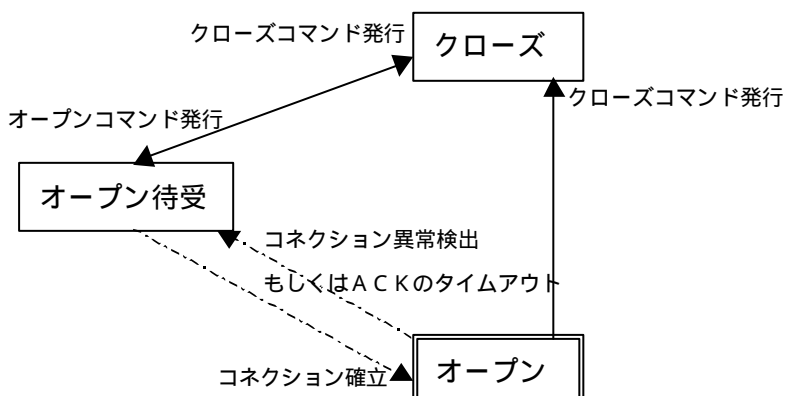 クローズコマンド発行
クローズ
クローズコマンド発行
オープンコマンド発行
オープン待受
コネクション異常検出
もしくはＡＣＫのタイムアウト
コネクション確立
オープン